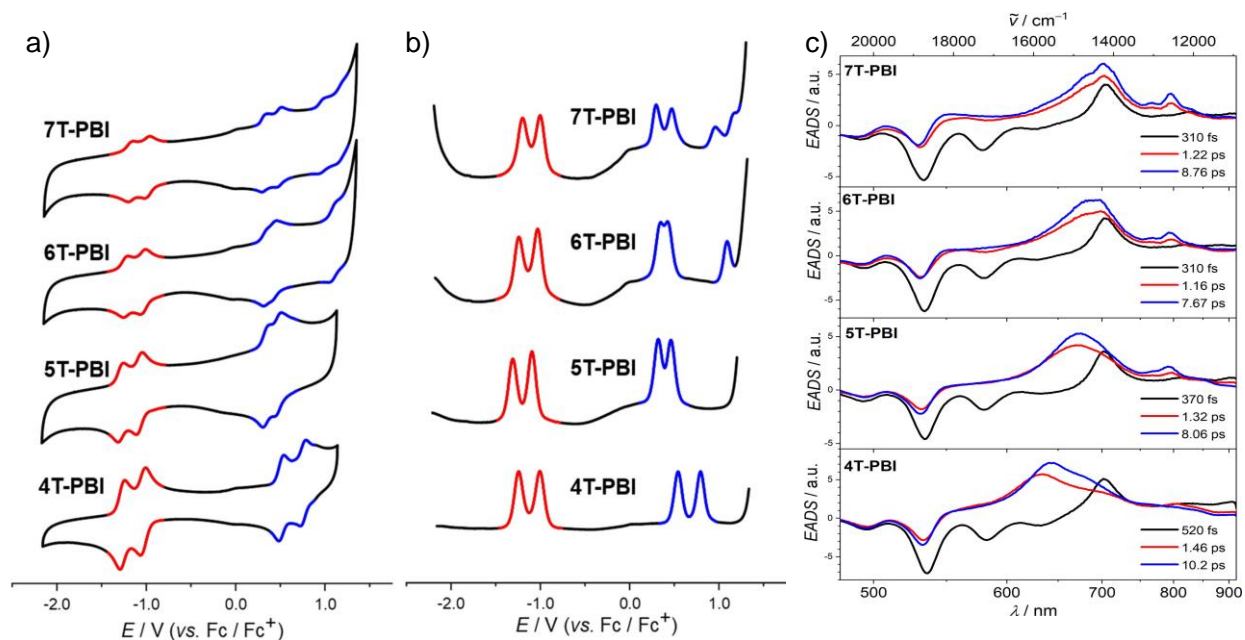 a)
7T-PBI
6T-PBI
5T-PBI
4T-PBI
-2.0 -1.0 0.0 1.0
E / V (vs. Fc / Fc⁺)
b)
7T-PBI
6T-PBI
5T-PBI
4T-PBI
-2.0 -1.0 0.0 1.0
E / V (vs. Fc / Fc⁺)
c)
ṽ / cm⁻¹
20000 18000 16000 14000 12000
EADS / a.u.
7T-PBI
5
0
-5
310 fs
1.22 ps
8.76 ps
EADS / a.u.
6T-PBI
5
0
-5
310 fs
1.16 ps
7.67 ps
EADS / a.u.
5T-PBI
5
0
-5
370 fs
1.32 ps
8.06 ps
EADS / a.u.
4T-PBI
5
0
-5
520 fs
1.46 ps
10.2 ps
500 600 700 800 900
λ / nm